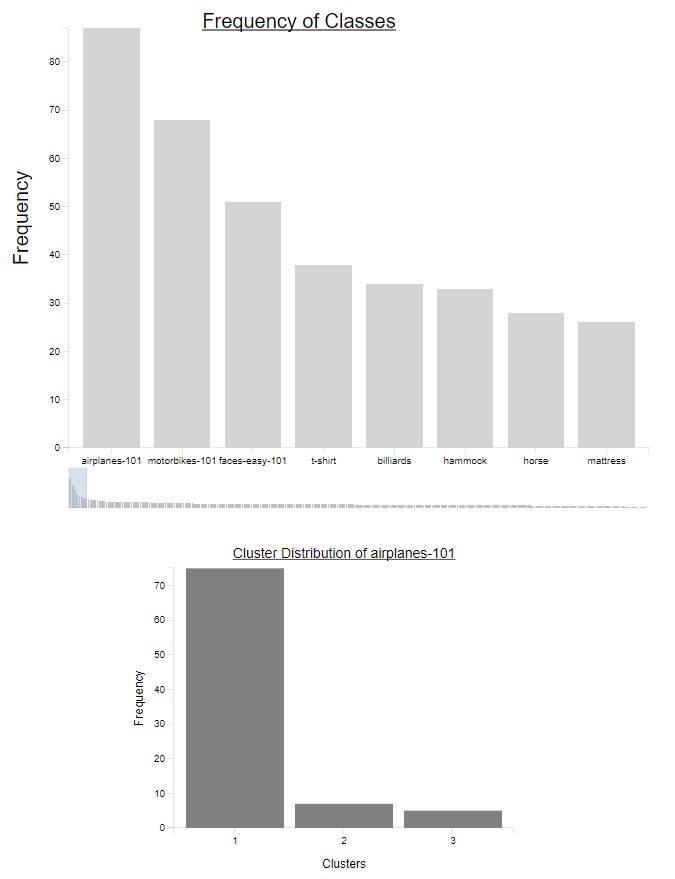 Frequency of Classes
Frequency
80
70
60
50
40
30
20
10
0
airplanes-101 motorbikes-101 faces-easy-101 t-shirt billiards hammock horse mattress
Cluster Distribution of airplanes-101
Frequency
70
60
50
40
30
20
10
0
1 2 3
Clusters